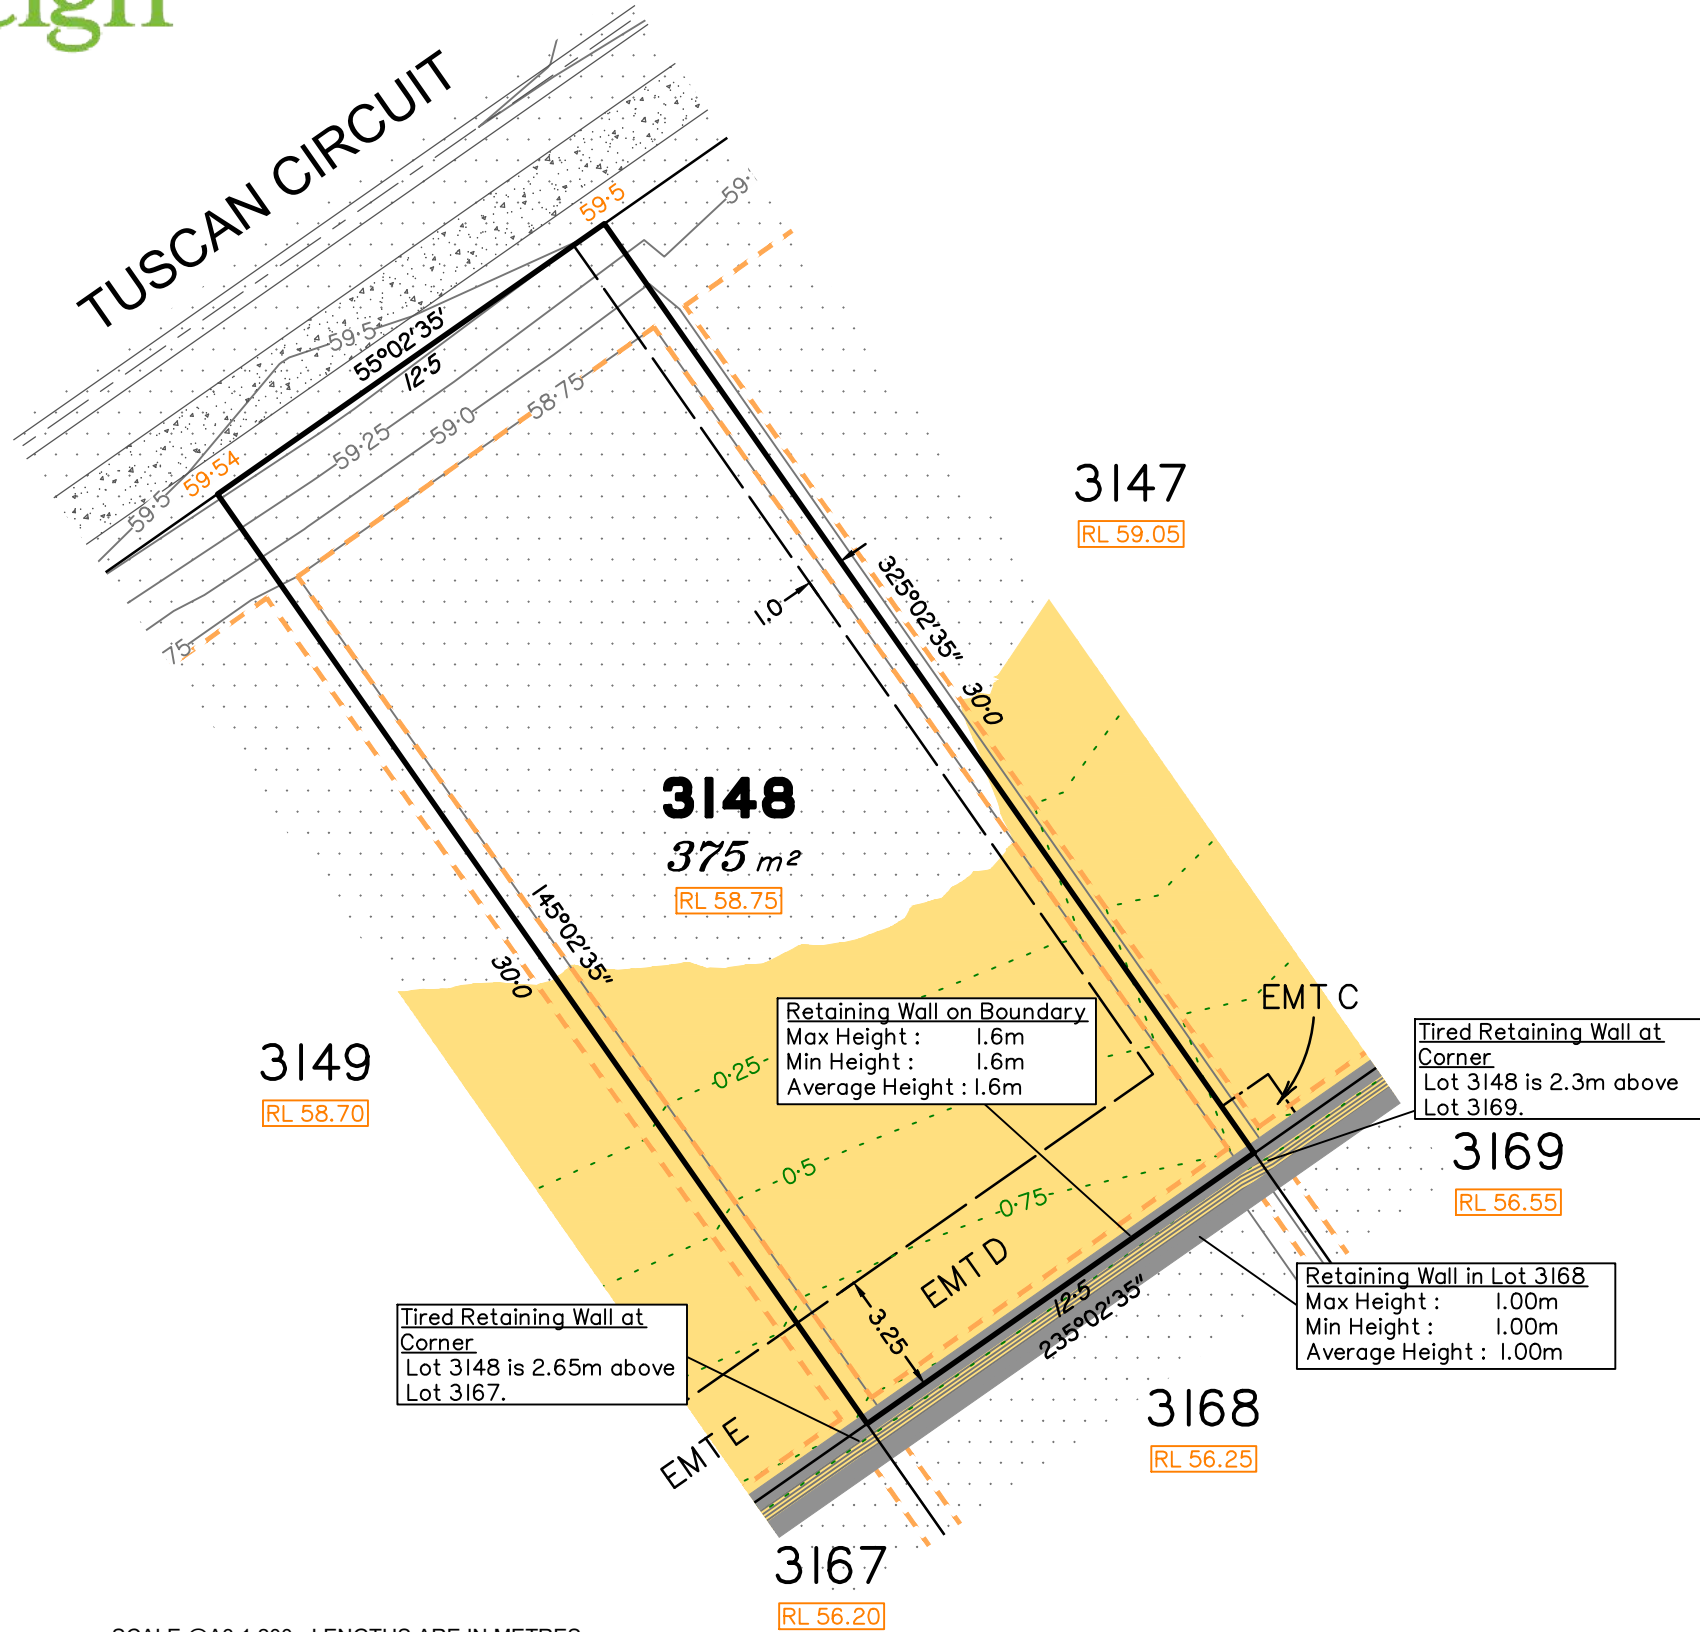 TUSCAN CIRCUIT
59·5
59·
59·5
55°02'35'
12·5
59·54
59·5
59·25
59·0
58·75
75
3147
RL 59.05
325°02'35"
30·0
1.0
3148
375 m²
RL 58.75
145°02'35"
30·0
3149
RL 58.70
Retaining Wall on Boundary
Max Height : 1.6m
Min Height : 1.6m
Average Height : 1.6m
EMT C
Tired Retaining Wall at
Corner
Lot 3148 is 2.3m above
Lot 3169.
0·25
0·5
0·75
3169
RL 56.55
EMT D
3.25
12·5
235°02'35"
Retaining Wall in Lot 3168
Max Height : 1.00m
Min Height : 1.00m
Average Height : 1.00m
Tired Retaining Wall at
Corner
Lot 3148 is 2.65m above
Lot 3167.
EMT E
3168
RL 56.25
3167
RL 56.20